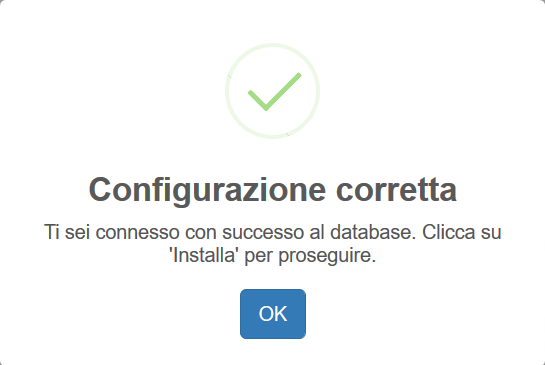 Configurazione corretta
Ti sei connesso con successo al database. Clicca su
'Installa' per proseguire.
OK